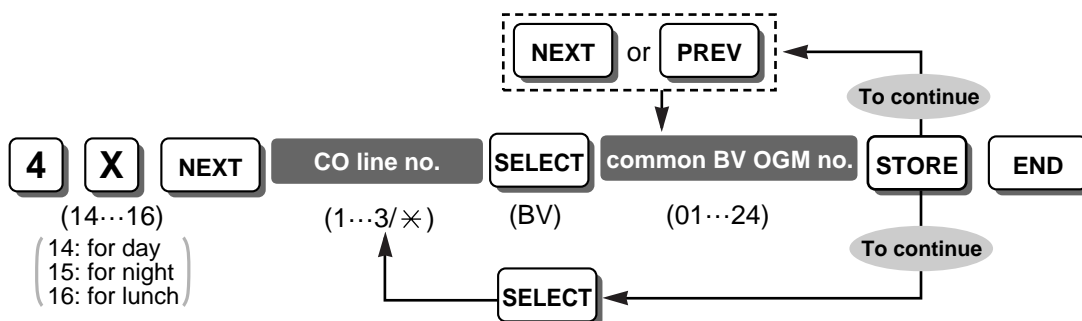 NEXT or PREV
To continue
4 X NEXT CO line no. SELECT common BV OGM no. STORE END
(14···16) (1···3/✳) (BV) (01···24)
14: for day
15: for night
16: for lunch
To continue
SELECT